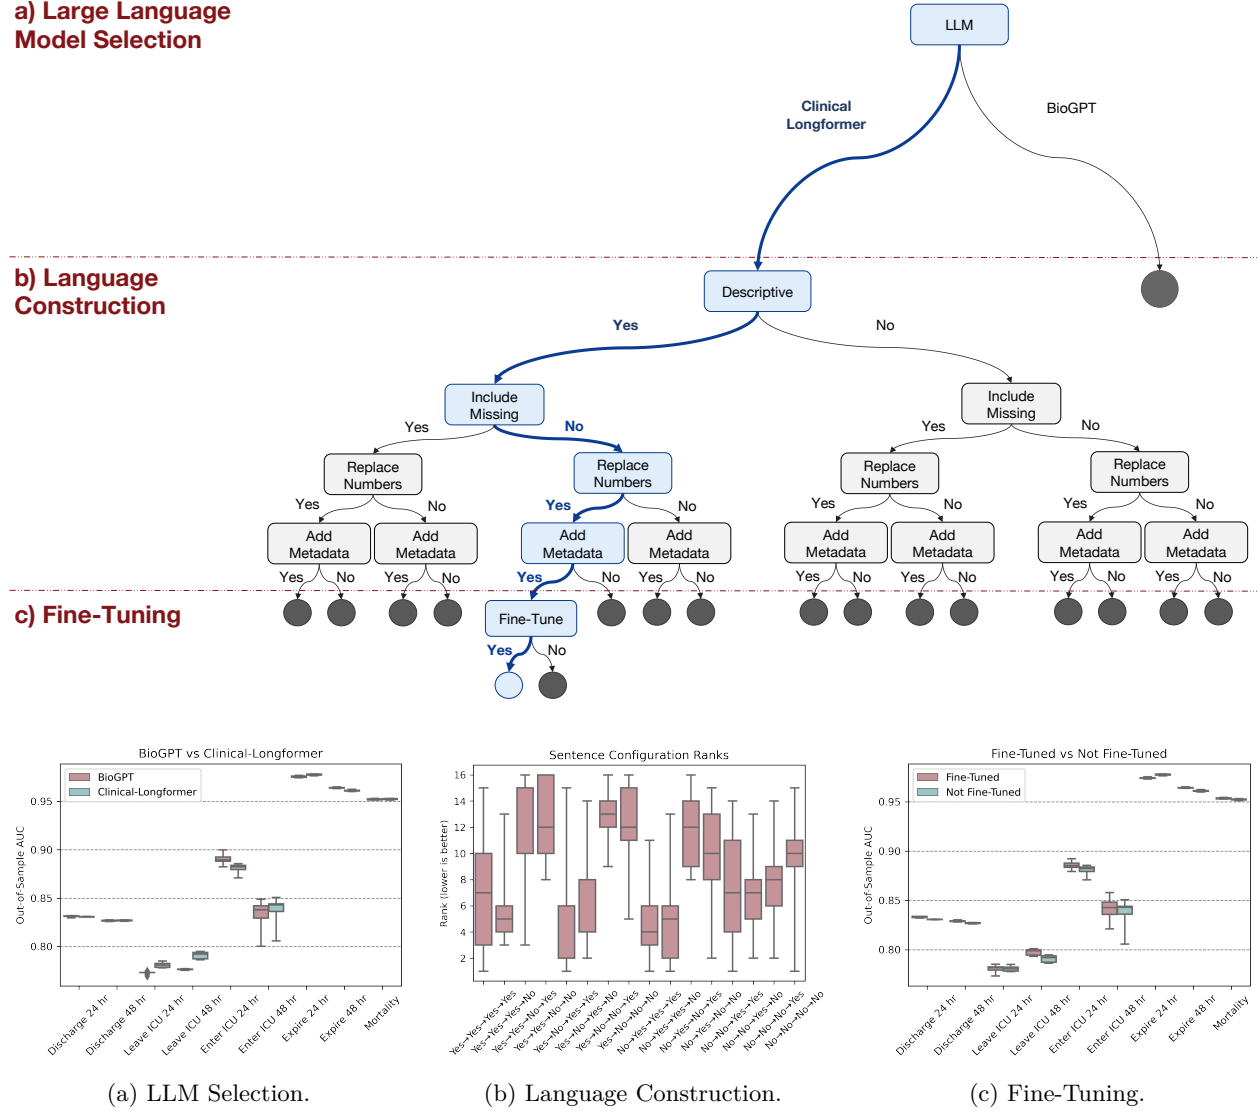 a) Large Language
Model Selection
LLM
Clinical
Longformer
BioGPT
b) Language
Construction
Descriptive
Yes
No
Include
Missing
Include
Missing
Yes
No
Yes
No
Replace
Numbers
Replace
Numbers
Replace
Numbers
Replace
Numbers
Yes
No
Yes
No
Yes
No
Yes
No
Add
Metadata
Add
Metadata
Add
Metadata
Add
Metadata
Add
Metadata
Add
Metadata
Add
Metadata
Add
Metadata
Yes
No
Yes
No
Yes
No
Yes
No
Yes
No
Yes
No
Yes
No
Yes
No
c) Fine-Tuning
Fine-Tune
Yes
No
BioGPT vs Clinical-Longformer
BioGPT
Clinical-Longformer
Out-of-Sample AUC
0.95
0.90
0.85
0.80
Discharge 24 hr
Discharge 48 hr
Leave ICU 24 hr
Leave ICU 48 hr
Enter ICU 24 hr
Enter ICU 48 hr
Expire 24 hr
Expire 48 hr
Mortality
(a) LLM Selection.
Sentence Configuration Ranks
Rank (lower is better)
16
14
12
10
8
6
4
2
Yes→Yes→Yes→Yes
Yes→Yes→Yes→No
Yes→Yes→No→Yes
Yes→Yes→No→No
Yes→No→Yes→Yes
Yes→No→Yes→No
Yes→No→No→Yes
Yes→No→No→No
No→Yes→Yes→Yes
No→Yes→Yes→No
No→Yes→No→Yes
No→Yes→No→No
No→No→Yes→Yes
No→No→Yes→No
No→No→No→Yes
No→No→No→No
(b) Language Construction.
Fine-Tuned vs Not Fine-Tuned
Fine-Tuned
Not Fine-Tuned
Out-of-Sample AUC
0.95
0.90
0.85
0.80
Discharge 24 hr
Discharge 48 hr
Leave ICU 24 hr
Leave ICU 48 hr
Enter ICU 24 hr
Enter ICU 48 hr
Expire 24 hr
Expire 48 hr
Mortality
(c) Fine-Tuning.